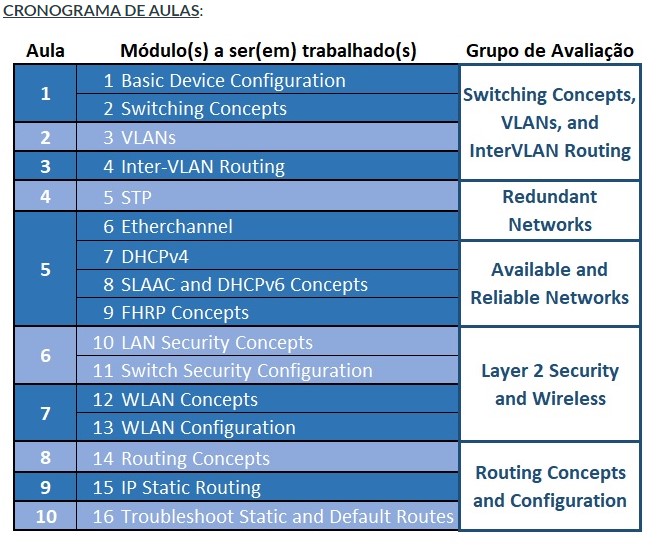 CRONOGRAMA DE AULAS:
Aula Módulo(s) a ser(em) trabalhado(s) Grupo de Avaliação
1 1 Basic Device Configuration
2 Switching Concepts
Switching Concepts,
VLANs, and
InterVLAN Routing
2 3 VLANs
3 4 Inter-VLAN Routing
4 5 STP
Redundant
Networks
5 6 Etherchannel
7 DHCPv4
8 SLAAC and DHCPv6 Concepts
9 FHRP Concepts
Available and
Reliable Networks
6 10 LAN Security Concepts
11 Switch Security Configuration
Layer 2 Security
and Wireless
7 12 WLAN Concepts
13 WLAN Configuration
8 14 Routing Concepts
Routing Concepts
and Configuration
9 15 IP Static Routing
10 16 Troubleshoot Static and Default Routes